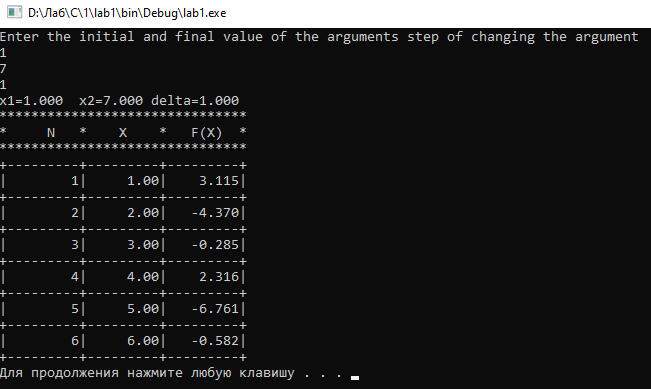 D:\Лаб\C\1\lab1\bin\Debug\lab1.exe
Enter the initial and final value of the arguments step of changing the argument
1
7
1
x1=1.000  x2=7.000 delta=1.000
*******************************
*     N   *    X    *   F(X)  *
*******************************
+---------+---------+---------+
|        1|     1.00|    3.115|
+---------+---------+---------+
|        2|     2.00|   -4.370|
+---------+---------+---------+
|        3|     3.00|   -0.285|
+---------+---------+---------+
|        4|     4.00|    2.316|
+---------+---------+---------+
|        5|     5.00|   -6.761|
+---------+---------+---------+
|        6|     6.00|   -0.582|
+---------+---------+---------+
Для продолжения нажмите любую клавишу . . .